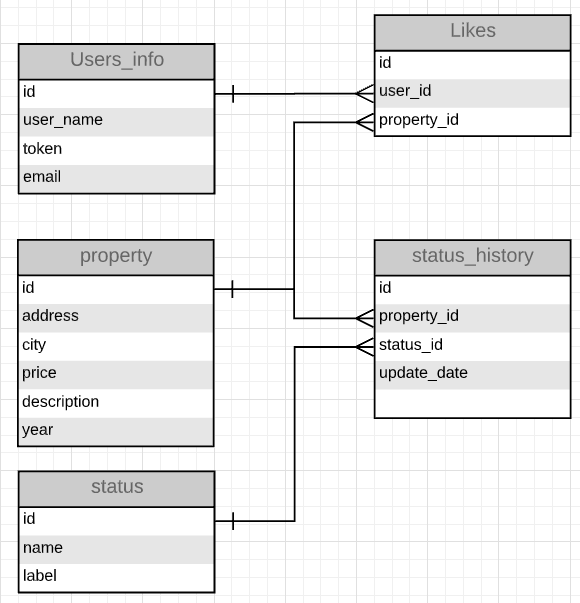 Users_info
id
user_name
token
email
Likes
id
user_id
property_id
property
id
address
city
price
description
year
status_history
id
property_id
status_id
update_date
status
id
name
label